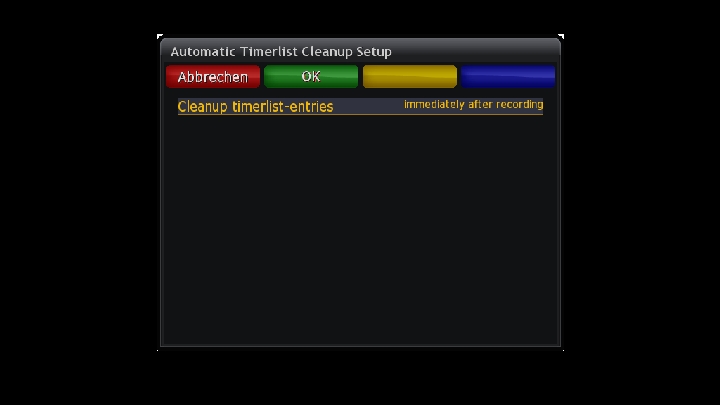 Automatic Timerlist Cleanup Setup
Abbrechen OK
Cleanup timerlist-entries immediately after recording